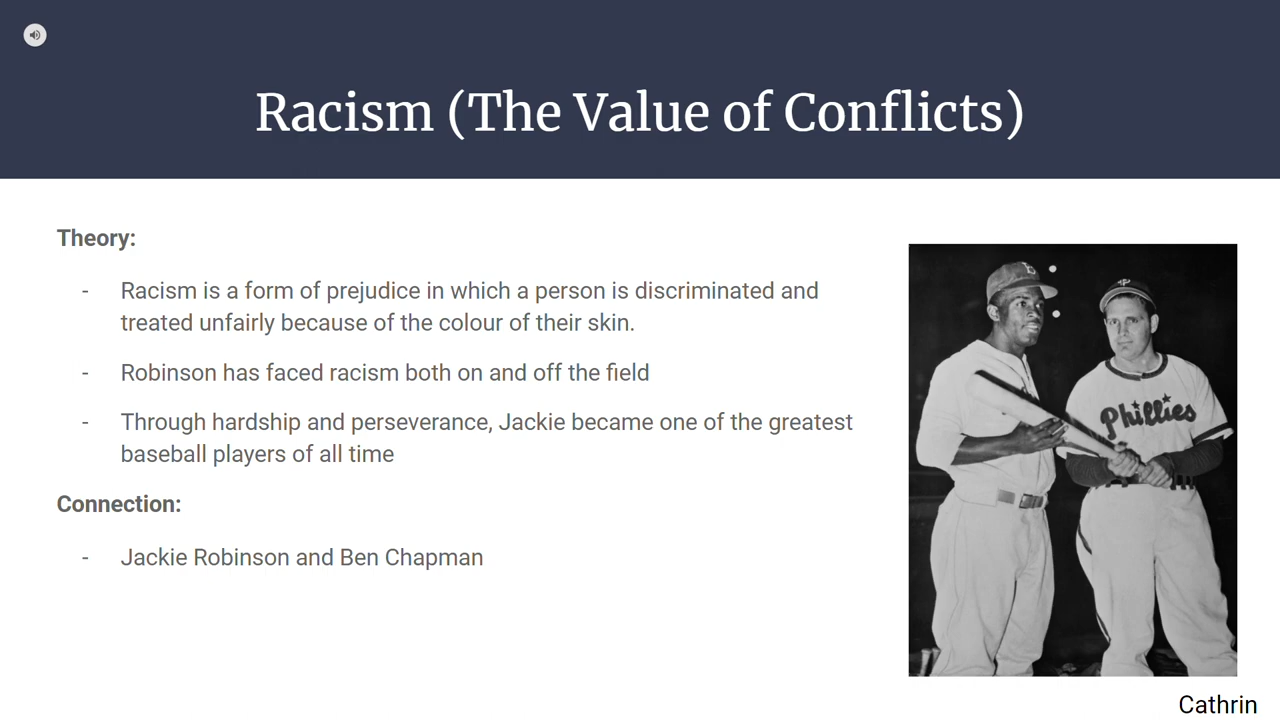 Racism (The Value of Conflicts)
Theory:
- Racism is a form of prejudice in which a person is discriminated and
treated unfairly because of the colour of their skin.
- Robinson has faced racism both on and off the field
- Through hardship and perseverance, Jackie became one of the greatest
baseball players of all time
Connection:
- Jackie Robinson and Ben Chapman
B
P
Phillies
Cathrin